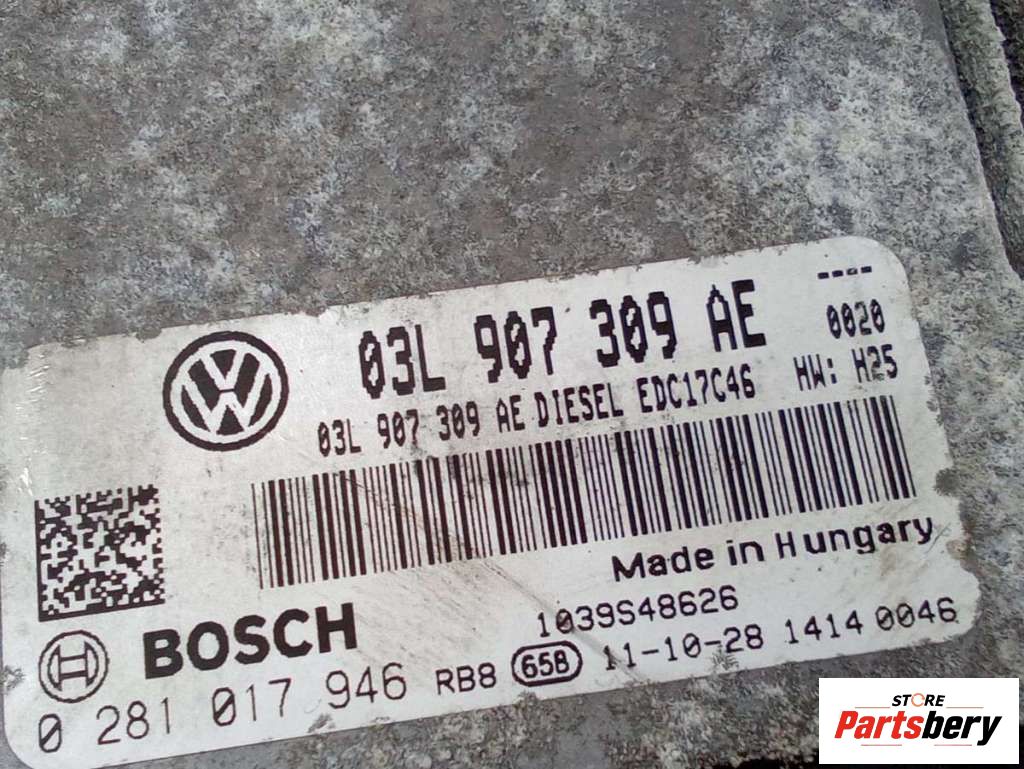 03L 907 309 AE
----
0020
03L 907 309 AE DIESEL EDC17C46 HW: H25
Made in Hungary
BOSCH
1039S48626
0 281 017 946 RB8 65B 11-10-28 1414 0046
STORE
Partsbery